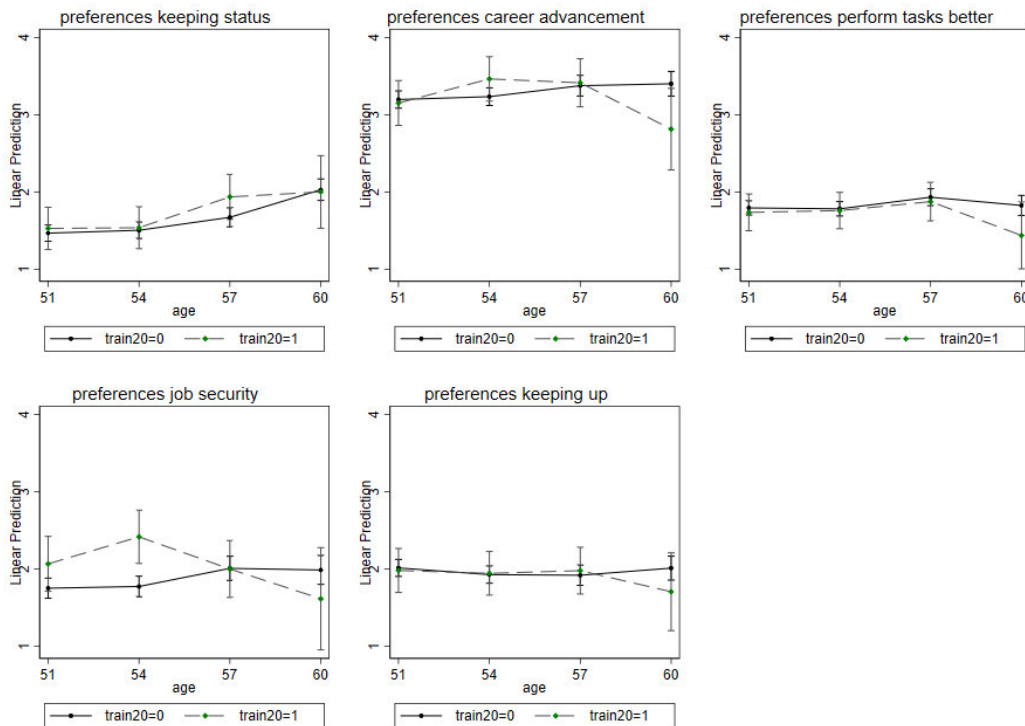 preferences keeping status
4
3
2
1
Linear Prediction
51 54 57 60
age
train20=0 train20=1
preferences career advancement
4
3
2
1
Linear Prediction
51 54 57 60
age
train20=0 train20=1
preferences perform tasks better
4
3
2
1
Linear Prediction
51 54 57 60
age
train20=0 train20=1
preferences job security
4
3
2
1
Linear Prediction
51 54 57 60
age
train20=0 train20=1
preferences keeping up
4
3
2
1
Linear Prediction
51 54 57 60
age
train20=0 train20=1